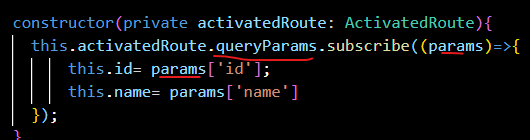 constructor(private activatedRoute: ActivatedRoute){
this.activatedRoute.queryParams.subscribe((params)=>{
this.id= params['id'];
this.name= params['name']
});
}